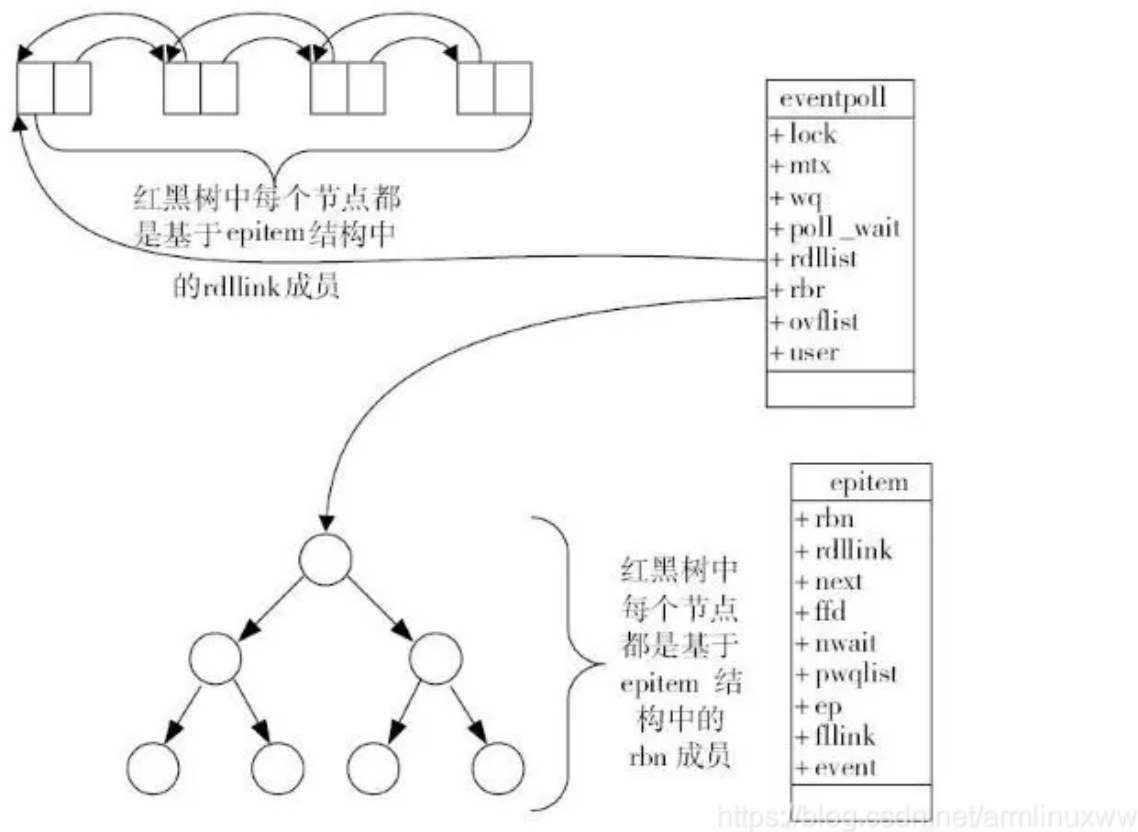 红黑树中每个节点都
是基于epitem结构中
的rdllink成员
eventpoll
+lock
+mtx
+wq
+poll_wait
+rdllist
+rbr
+ovflist
+user
红黑树中
每个节点
都是基于
epitem 结
构中的
rbn 成员
epitem
+rbn
+rdllink
+next
+ffd
+nwait
+pwqlist
+ep
+fllink
+event
https://blog.csdn.net/armlinuxww